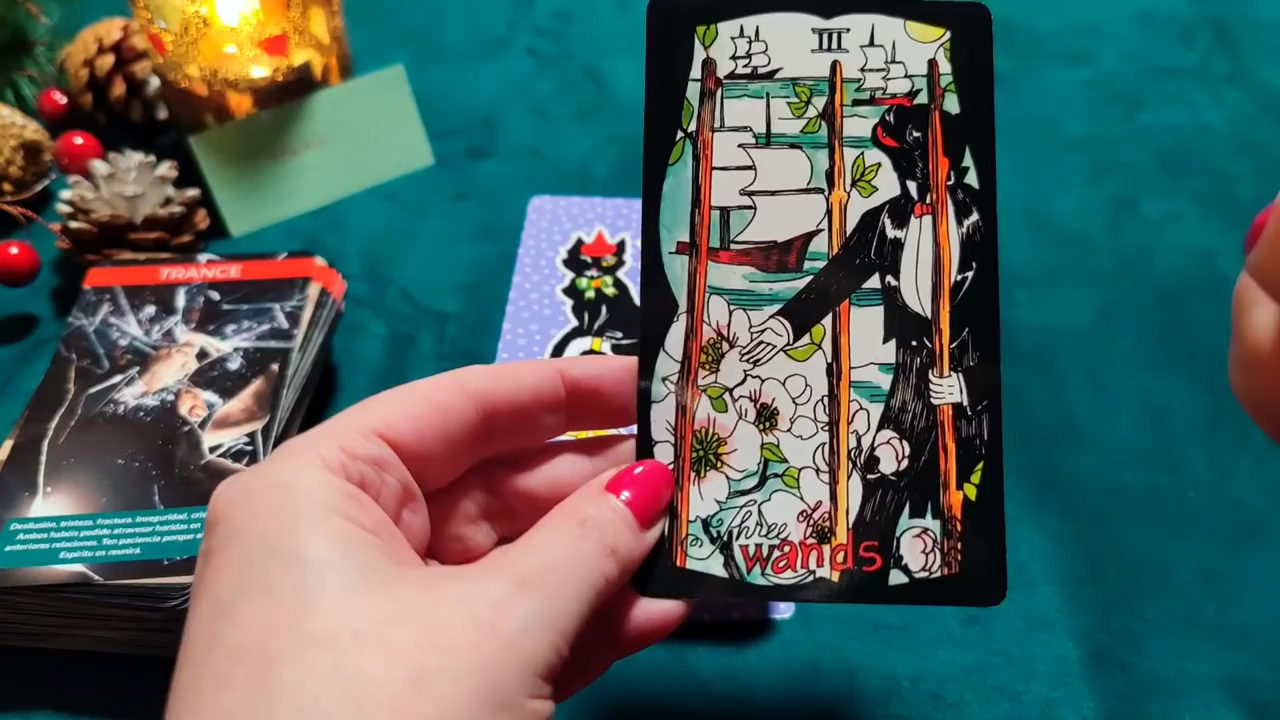 III
Three of
wands
TRANCE
Desilusión, tristeza. Fractura. Inseguridad,
Ambos habéis podido atravesar heridas en
anteriores relaciones. Ten paciencia porque
Espíritu os reunirá.